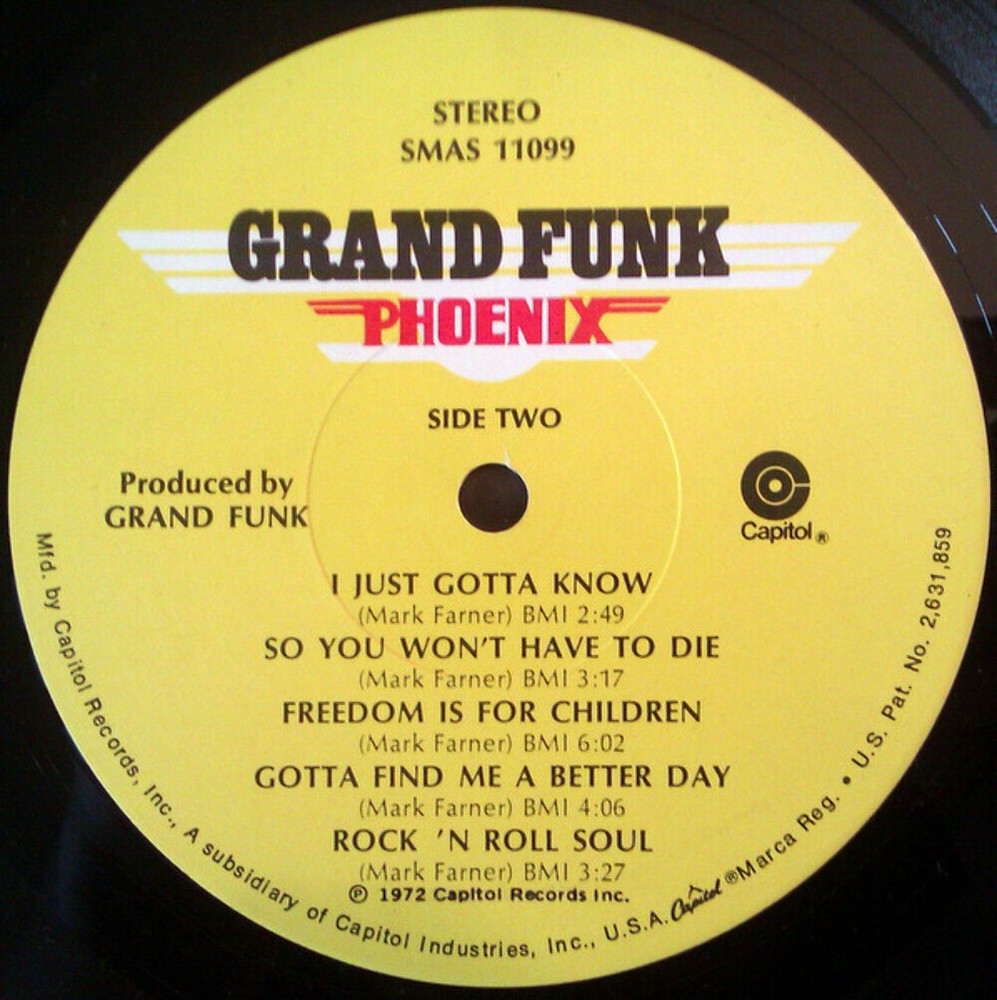 STEREO
SMAS 11099
GRAND FUNK
PHOENIX
SIDE TWO
Produced by
GRAND FUNK
Capitol ®
I JUST GOTTA KNOW
(Mark Farner) BMI 2:49
SO YOU WON'T HAVE TO DIE
(Mark Farner) BMI 3:17
FREEDOM IS FOR CHILDREN
(Mark Farner) BMI 6:02
GOTTA FIND ME A BETTER DAY
(Mark Farner) BMI 4:06
ROCK 'N ROLL SOUL
(Mark Farner) BMI 3:27
℗ 1972 Capitol Records Inc.
Mfd. by Capitol Records, Inc., A subsidiary of Capitol Industries, Inc., U.S.A. Capitol ®Marca Reg. • U.S. Pat. No. 2,631,859